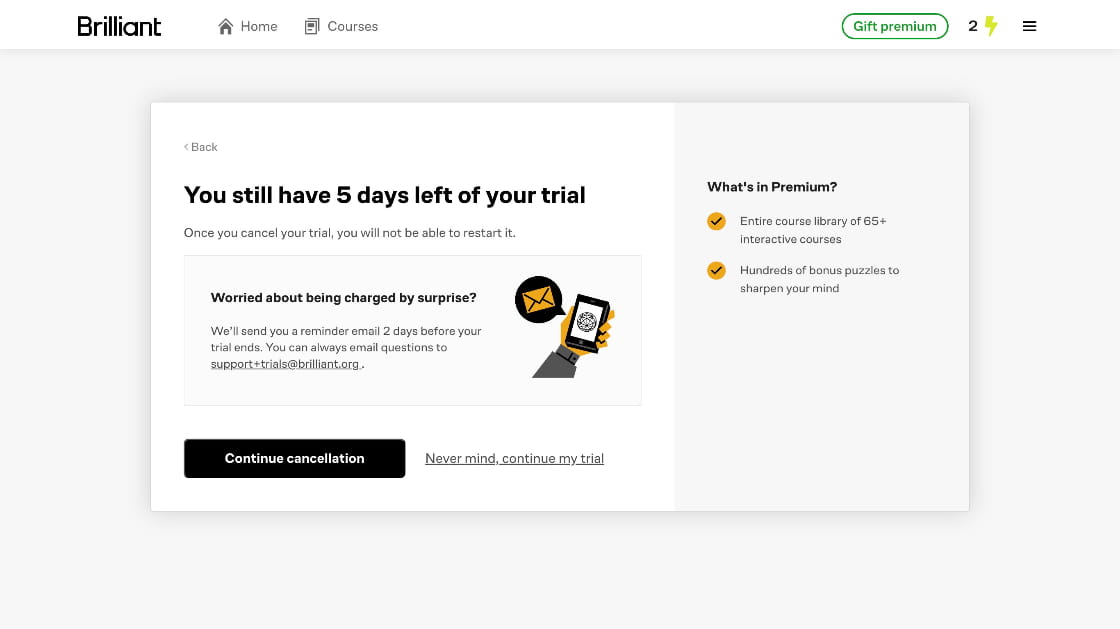 Brilliant
Home
Courses
Gift premium
2
Back
You still have 5 days left of your trial
Once you cancel your trial, you will not be able to restart it.
Worried about being charged by surprise?
We'll send you a reminder email 2 days before your
trial ends. You can always email questions to
support+trials@brilliant.org .
Continue cancellation
Never mind, continue my trial
What's in Premium?
Entire course library of 65+
interactive courses
Hundreds of bonus puzzles to
sharpen your mind